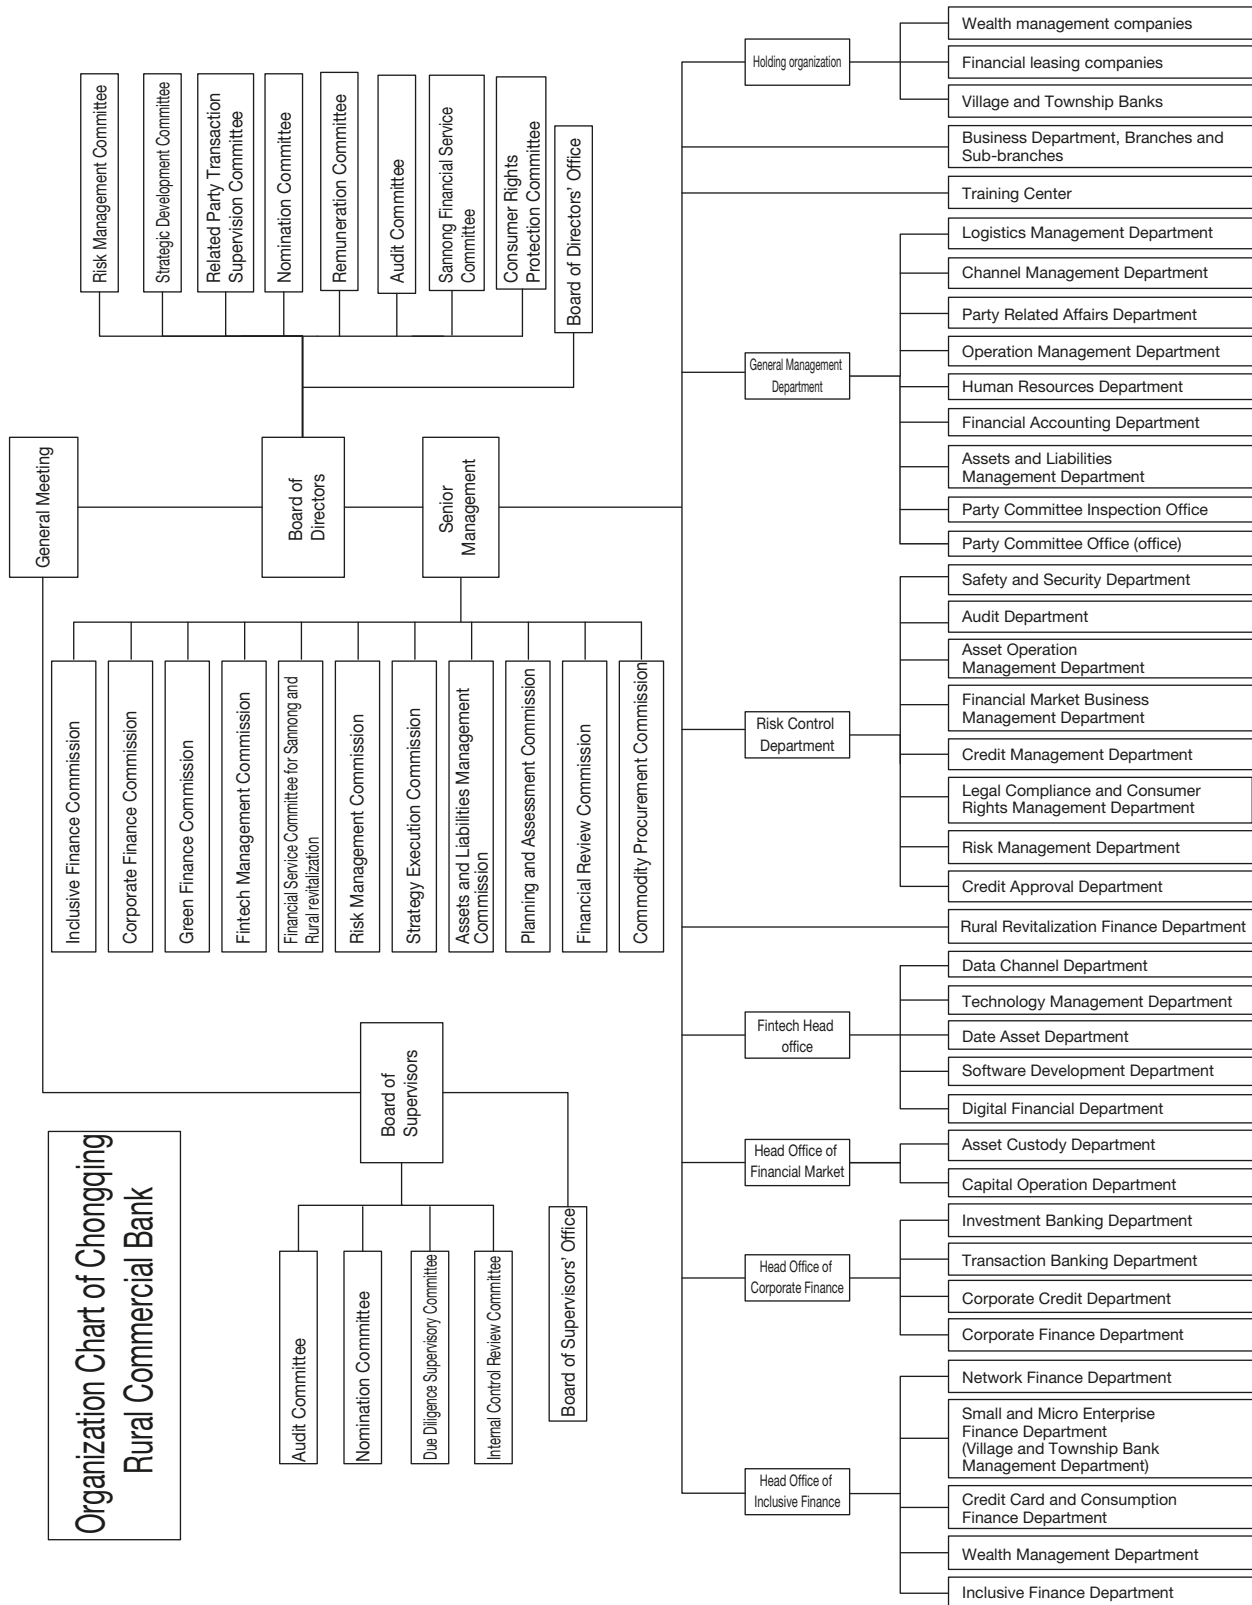 Organization Chart of Chongqing
Rural Commercial Bank
General Meeting
Board of
Directors
Senior
Management
Board of
Supervisors
Risk Management Committee
Strategic Development Committee
Related Party Transaction
Supervision Committee
Nomination Committee
Remuneration Committee
Audit Committee
Sannong Financial Service
Committee
Consumer Rights
Protection Committee
Board of Directors' Office
Inclusive Finance Commission
Corporate Finance Commission
Green Finance Commission
Fintech Management Commission
Financial Service Committee for Sannong and
Rural revitalization
Risk Management Commission
Strategy Execution Commission
Assets and Liabilities Management
Commission
Planning and Assessment Commission
Financial Review Commission
Commodity Procurement Commission
Audit Committee
Nomination Committee
Due Diligence Supervisory Committee
Internal Control Review Committee
Board of Supervisors' Office
Holding organization
Wealth management companies
Financial leasing companies
Village and Township Banks
Business Department, Branches and
Sub-branches
Training Center
General Management
Department
Logistics Management Department
Channel Management Department
Party Related Affairs Department
Operation Management Department
Human Resources Department
Financial Accounting Department
Assets and Liabilities
Management Department
Party Committee Inspection Office
Party Committee Office (office)
Risk Control
Department
Safety and Security Department
Audit Department
Asset Operation
Management Department
Financial Market Business
Management Department
Credit Management Department
Legal Compliance and Consumer
Rights Management Department
Risk Management Department
Credit Approval Department
Rural Revitalization Finance Department
Fintech Head
office
Data Channel Department
Technology Management Department
Date Asset Department
Software Development Department
Digital Financial Department
Head Office of
Financial Market
Asset Custody Department
Capital Operation Department
Head Office of
Corporate Finance
Investment Banking Department
Transaction Banking Department
Corporate Credit Department
Corporate Finance Department
Head Office of
Inclusive Finance
Network Finance Department
Small and Micro Enterprise
Finance Department
(Village and Township Bank
Management Department)
Credit Card and Consumption
Finance Department
Wealth Management Department
Inclusive Finance Department